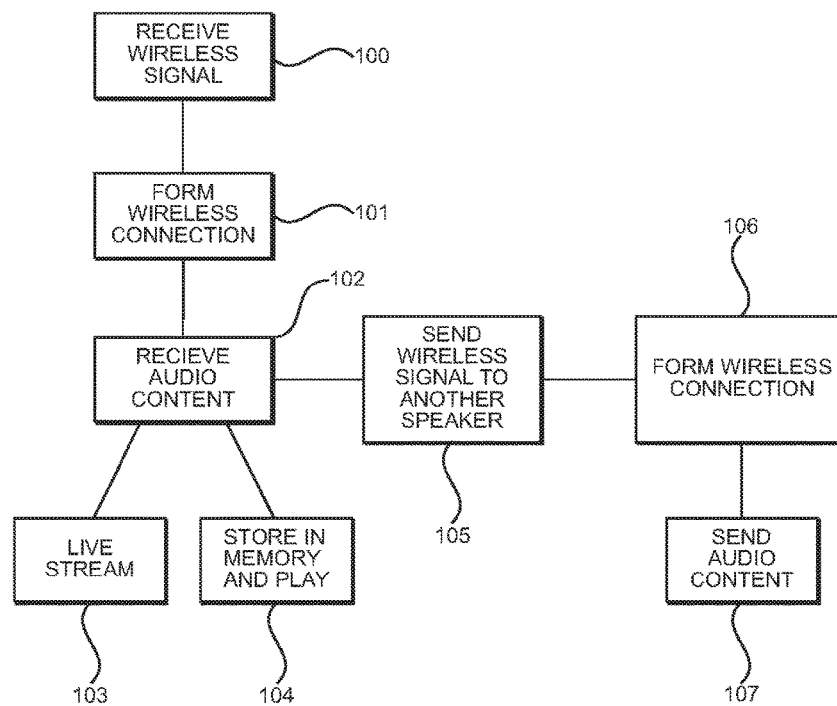 RECEIVE
WIRELESS
SIGNAL
100
FORM
WIRELESS
CONNECTION
101
102
RECIEVE
AUDIO
CONTENT
SEND
WIRELESS
SIGNAL TO
ANOTHER
SPEAKER
105
106
FORM WIRELESS
CONNECTION
LIVE
STREAM
103
STORE IN
MEMORY
AND PLAY
104
SEND
AUDIO
CONTENT
107